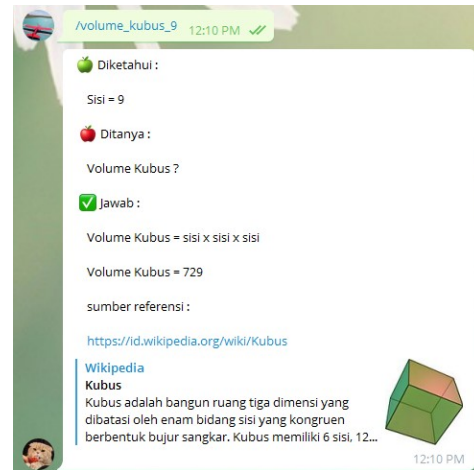 /volume_kubus_9 12:10 PM
🍏 Diketahui :
Sisi = 9
🍎 Ditanya :
Volume Kubus ?
✅ Jawab :
Volume Kubus = sisi x sisi x sisi
Volume Kubus = 729
sumber referensi :
https://id.wikipedia.org/wiki/Kubus
Wikipedia
Kubus
Kubus adalah bangun ruang tiga dimensi yang
dibatasi oleh enam bidang sisi yang kongruen
berbentuk bujur sangkar. Kubus memiliki 6 sisi, 12...
12:10 PM